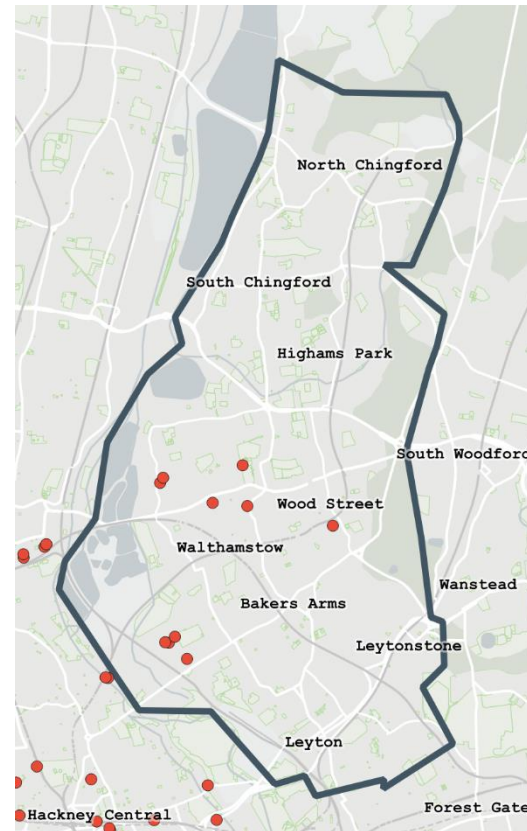 North Chingford
South Chingford
Highams Park
South Woodford
Wood Street
Walthamstow
Wanstead
Bakers Arms
Leytonstone
Leyton
Forest Gate
Hackney Central